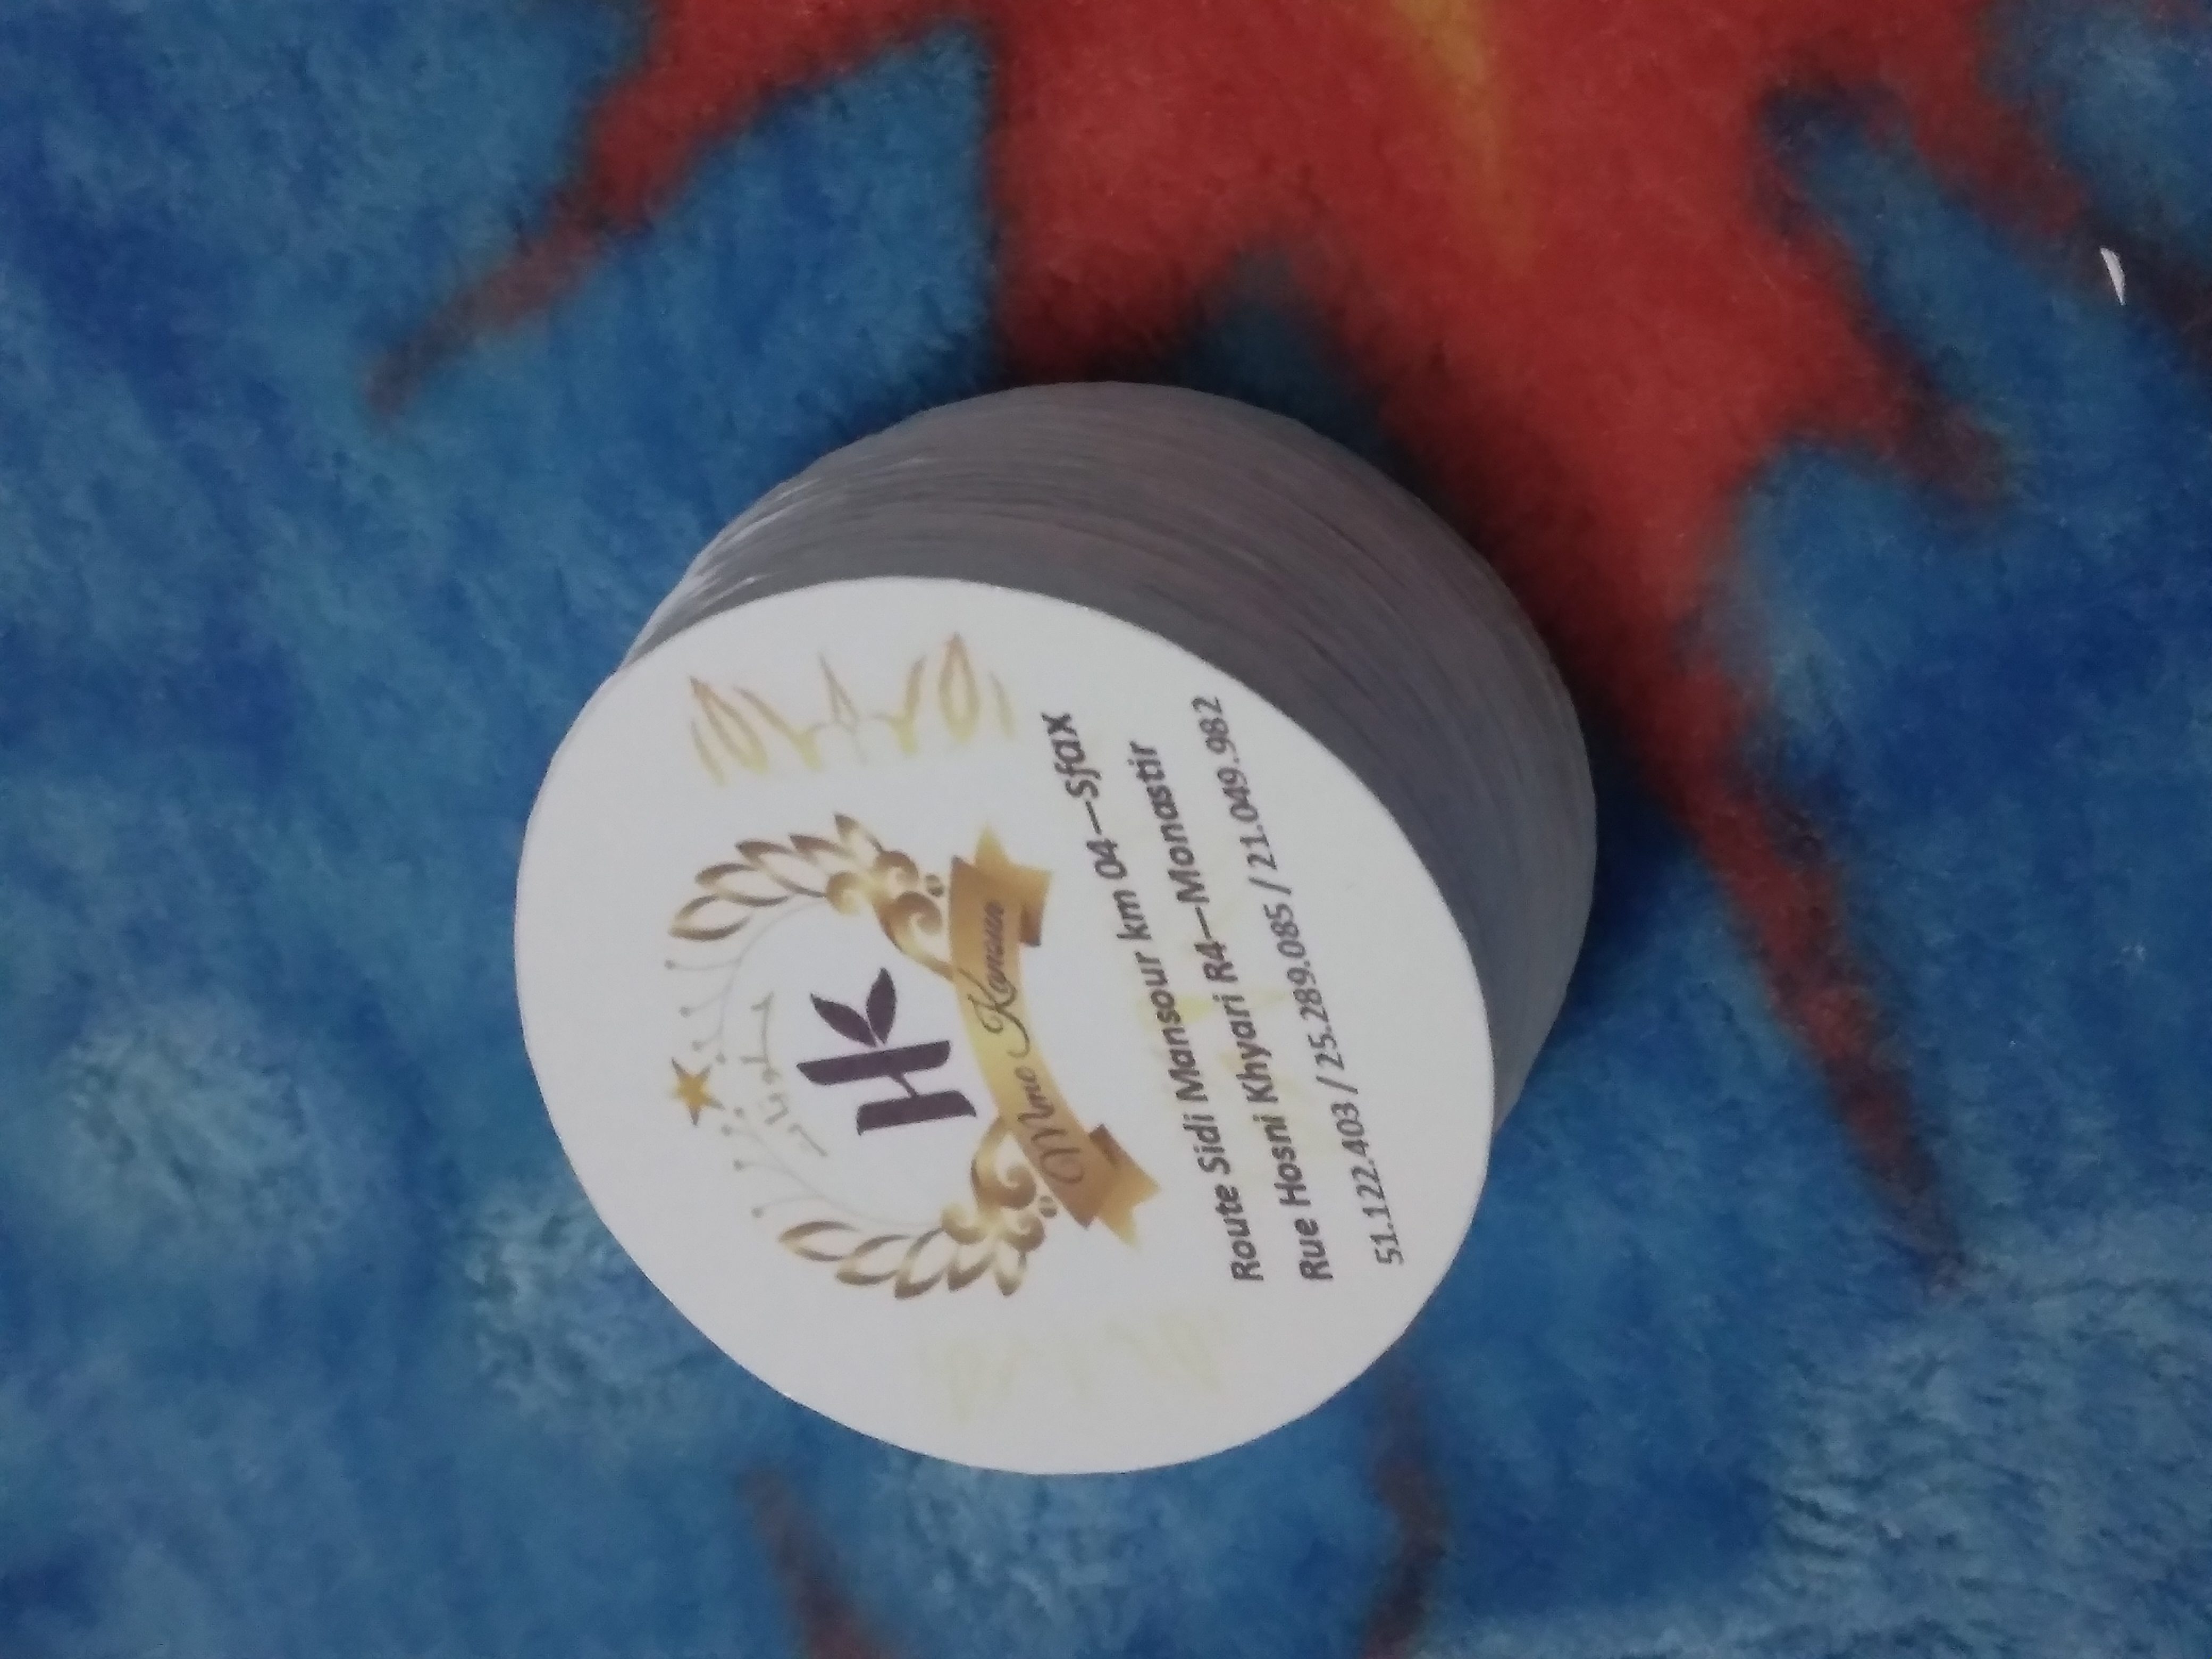 HK
Mme Kanoun
Route Sidi Mansour km 04—Sfax
Rue Hosni Khyari R4—Monastir
51.122.403 / 25.289.085 / 21.049.982